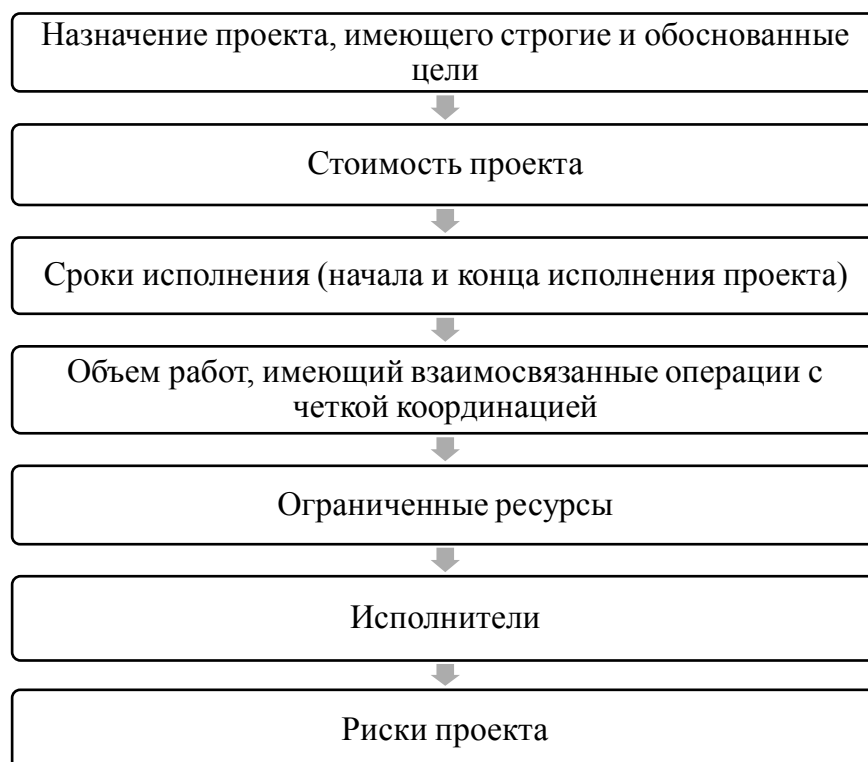 Назначение проекта, имеющего строгие и обоснованные
цели
Стоимость проекта
Сроки исполнения (начала и конца исполнения проекта)
Объем работ, имеющий взаимосвязанные операции с
четкой координацией
Ограниченные ресурсы
Исполнители
Риски проекта